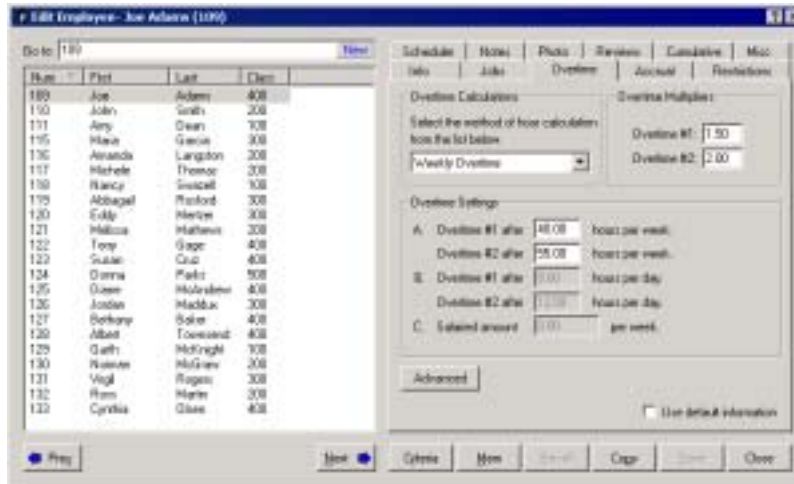 Edit Employee- Joe Adams (109)
Go to: 109
New
Num First Last Class
109 Joe Adams 400
110 John Smith 200
111 Amy Dean 100
115 Maria Garcia 300
116 Amanda Langston 200
117 Michele Thomas 200
118 Nancy 100
119 Abbagail 300
120 Eddy 300
121 Melissa Mathews 200
122 Tony Gage 400
123 Susan Cruz 400
124 Donna Parks 500
125 Diane McAndrew 400
126 Jordan Maddux 300
127 Bethany Baker 400
128 Albert Townsend 400
129 Garth McKnight 100
130 Norman McGraw 200
131 Virgil Rogers 300
132 Ross Martin 200
133 Cynthia 400
Prev
Next
Schedule Notes Photo Reviews Cumulative Misc
Info Jobs Overtime Accrual Restrictions
Overtime Calculations
Select the method of hour calculation
from the list below.
Weekly Overtime
Overtime Multipliers
Overtime #1: 1.50
Overtime #2: 2.00
Overtime Settings
A. Overtime #1 after 40.00 hours per week.
Overtime #2 after 55.00 hours per week.
B. Overtime #1 after hours per day.
Overtime #2 after hours per day.
C. Salaried amount 0.00 per week.
Advanced
Use default information
Criteria
More
Copy
Save
Close